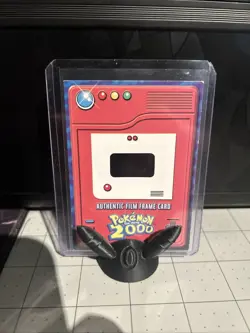 AUTHENTIC FILM FRAME CARD
POKéMON
2000